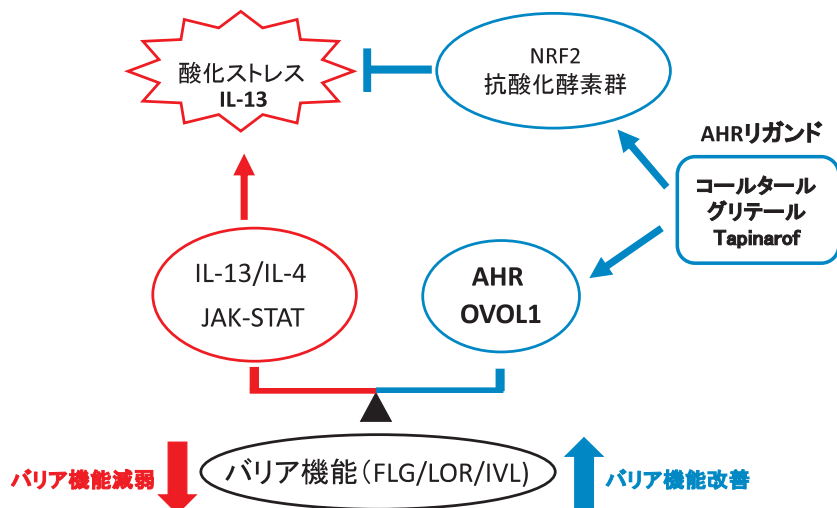 酸化ストレス
IL-13
NRF2
抗酸化酵素群
AHRリガンド
コールタール
グリテール
Tapinarof
IL-13/IL-4
JAK-STAT
AHR
OVOL1
バリア機能減弱
バリア機能（FLG/LOR/IVL)
バリア機能改善